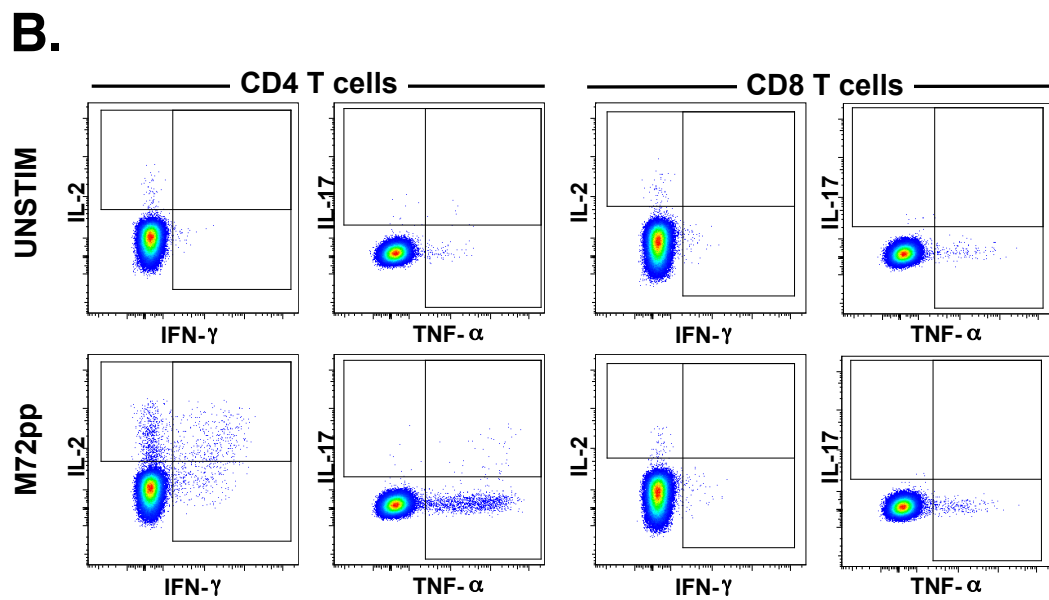 B.
CD4 T cells
CD8 T cells
UNSTIM
IL-2
IL-17
IL-2
IL-17
IFN-γ
TNF-α
IFN-γ
TNF-α
M72pp
IL-2
IL-17
IL-2
IL-17
IFN-γ
TNF-α
IFN-γ
TNF-α